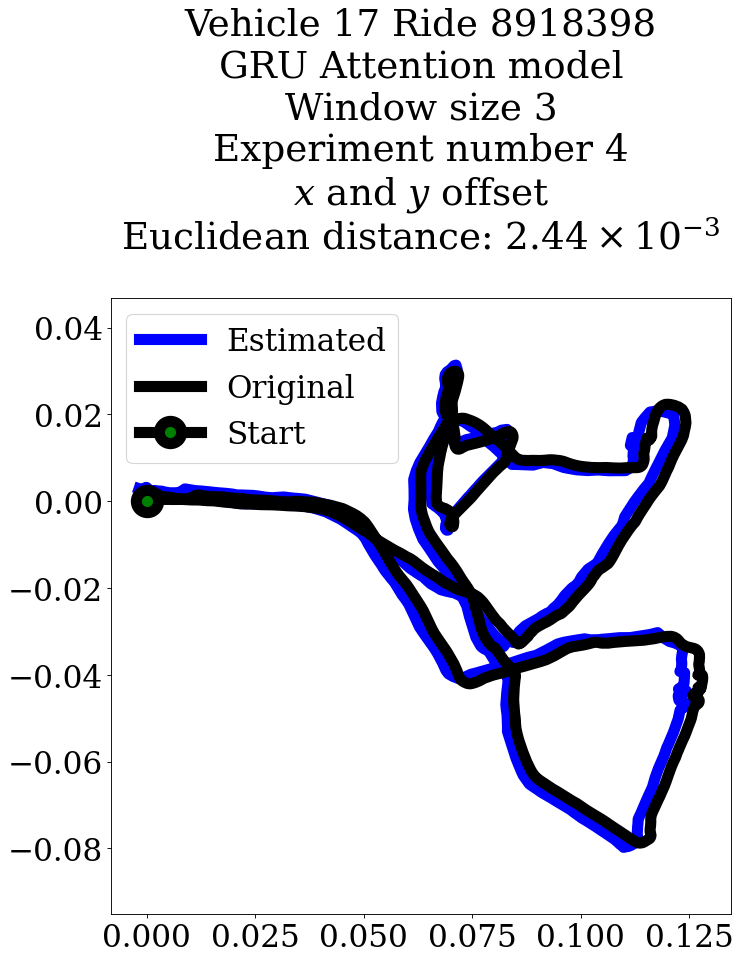 Vehicle 17 Ride 8918398
GRU Attention model
Window size 3
Experiment number 4
x and y offset
Euclidean distance: 2.44 × 10⁻³
Estimated
Original
Start
0.04
0.02
0.00
−0.02
−0.04
−0.06
−0.08
0.000 0.025 0.050 0.075 0.100 0.125